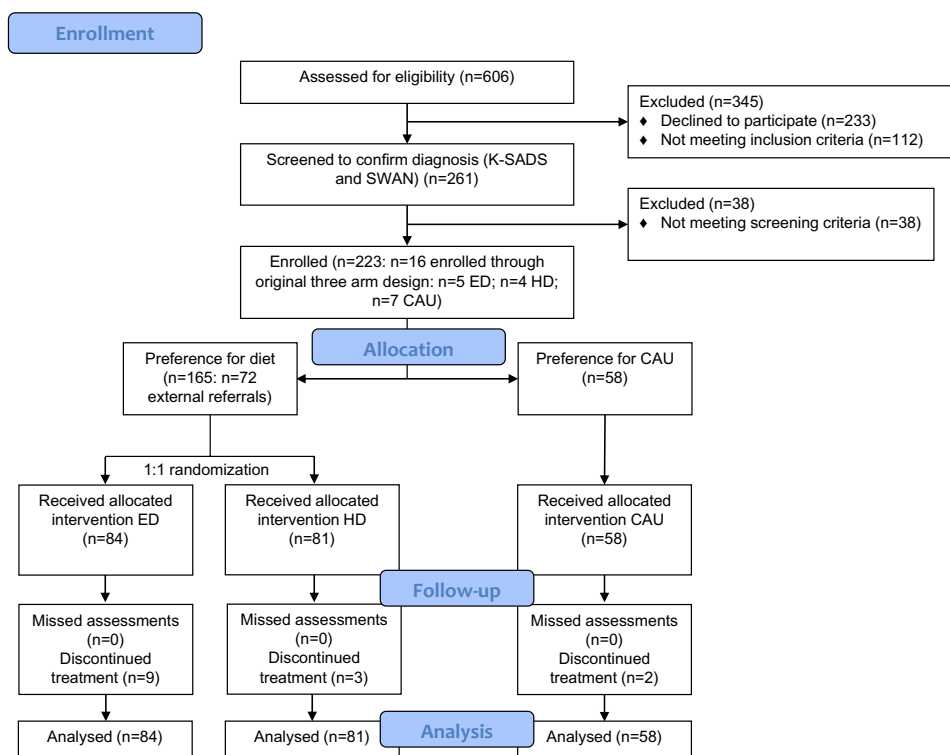 Enrollment
Assessed for eligibility (n=606)
Excluded (n=345)
♦ Declined to participate (n=233)
♦ Not meeting inclusion criteria (n=112)
Screened to confirm diagnosis (K-SADS
and SWAN) (n=261)
Excluded (n=38)
♦ Not meeting screening criteria (n=38)
Enrolled (n=223: n=16 enrolled through
original three arm design: n=5 ED; n=4 HD;
n=7 CAU)
Allocation
Preference for diet
(n=165: n=72
external referrals)
Preference for CAU
(n=58)
1:1 randomization
Received allocated
intervention ED
(n=84)
Received allocated
intervention HD
(n=81)
Received allocated
intervention CAU
(n=58)
Follow-up
Missed assessments
(n=0)
Discontinued
treatment (n=9)
Missed assessments
(n=0)
Discontinued
treatment (n=3)
Missed assessments
(n=0)
Discontinued
treatment (n=2)
Analysis
Analysed (n=84)
Analysed (n=81)
Analysed (n=58)